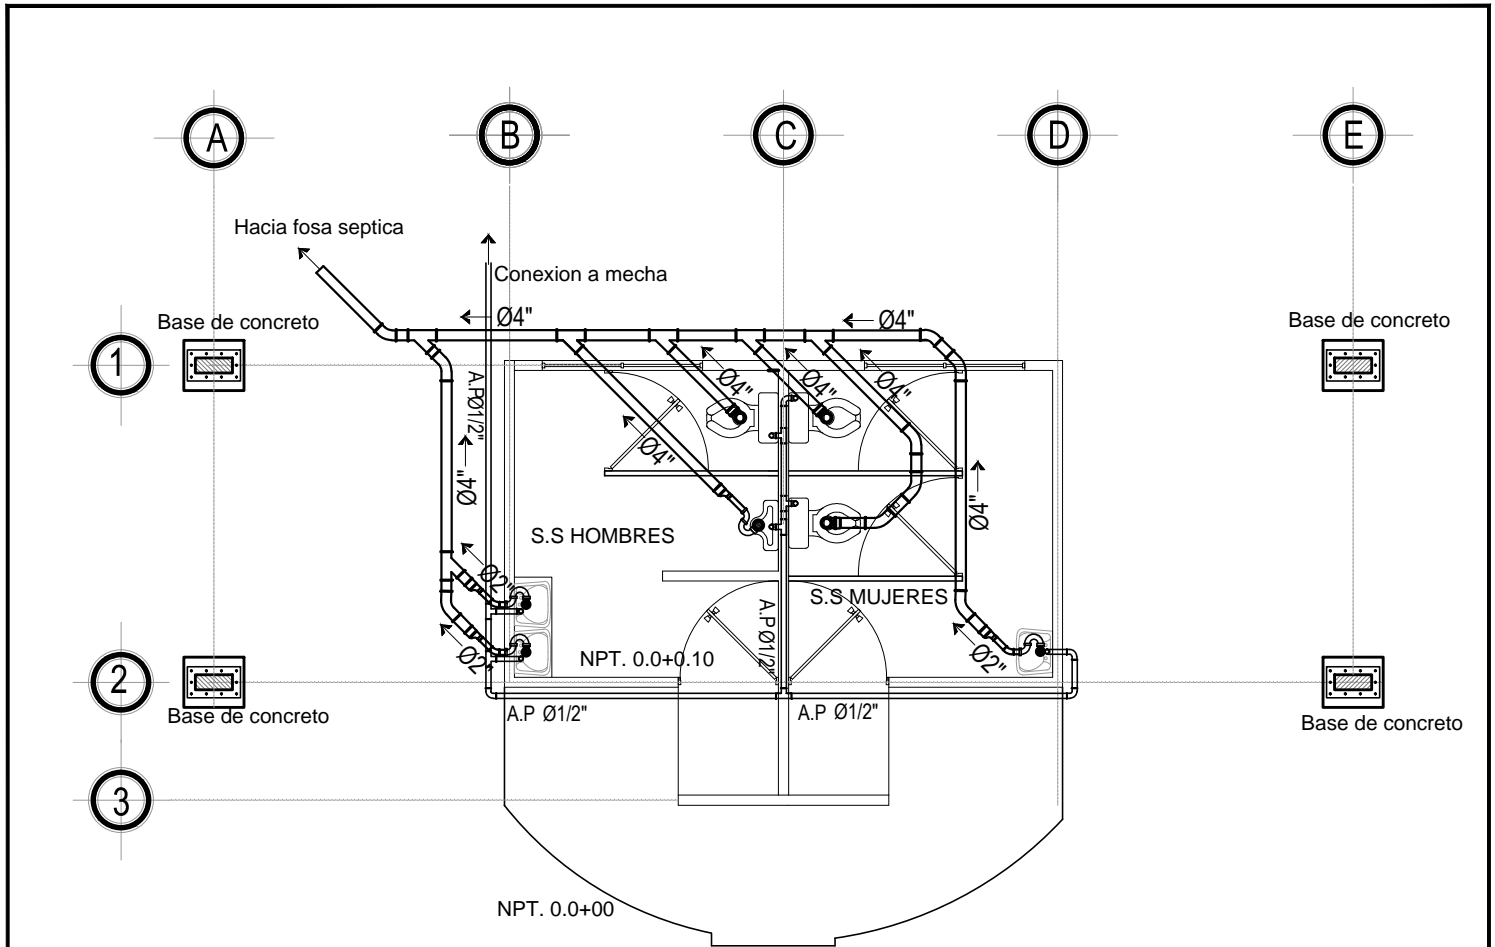 A
B
C
D
E
Hacia fosa septica
Conexion a mecha
Base de concreto
Ø4"
Ø4"
Base de concreto
1
Ø4"
Ø4"
Ø4"
A.PØ1/2"
Ø4"
Ø4"
Ø4"
S.S HOMBRES
Ø2"
S.S MUJERES
A.PØ1/2"
NPT. 0.0+0.10
Ø2"
Ø2"
2
Base de concreto
A.P Ø1/2"
A.P Ø1/2"
Base de concreto
3
NPT. 0.0+00